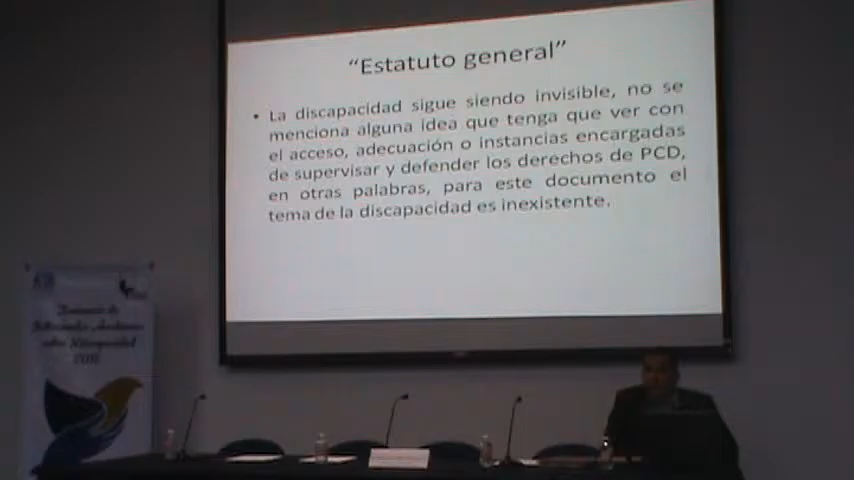 “Estatuto general”
• La discapacidad sigue siendo invisible, no se
menciona alguna idea que tenga que ver con
el acceso, adecuación o instancias encargadas
de supervisar y defender los derechos de PCD,
en otras palabras, para este documento el
tema de la discapacidad es inexistente.